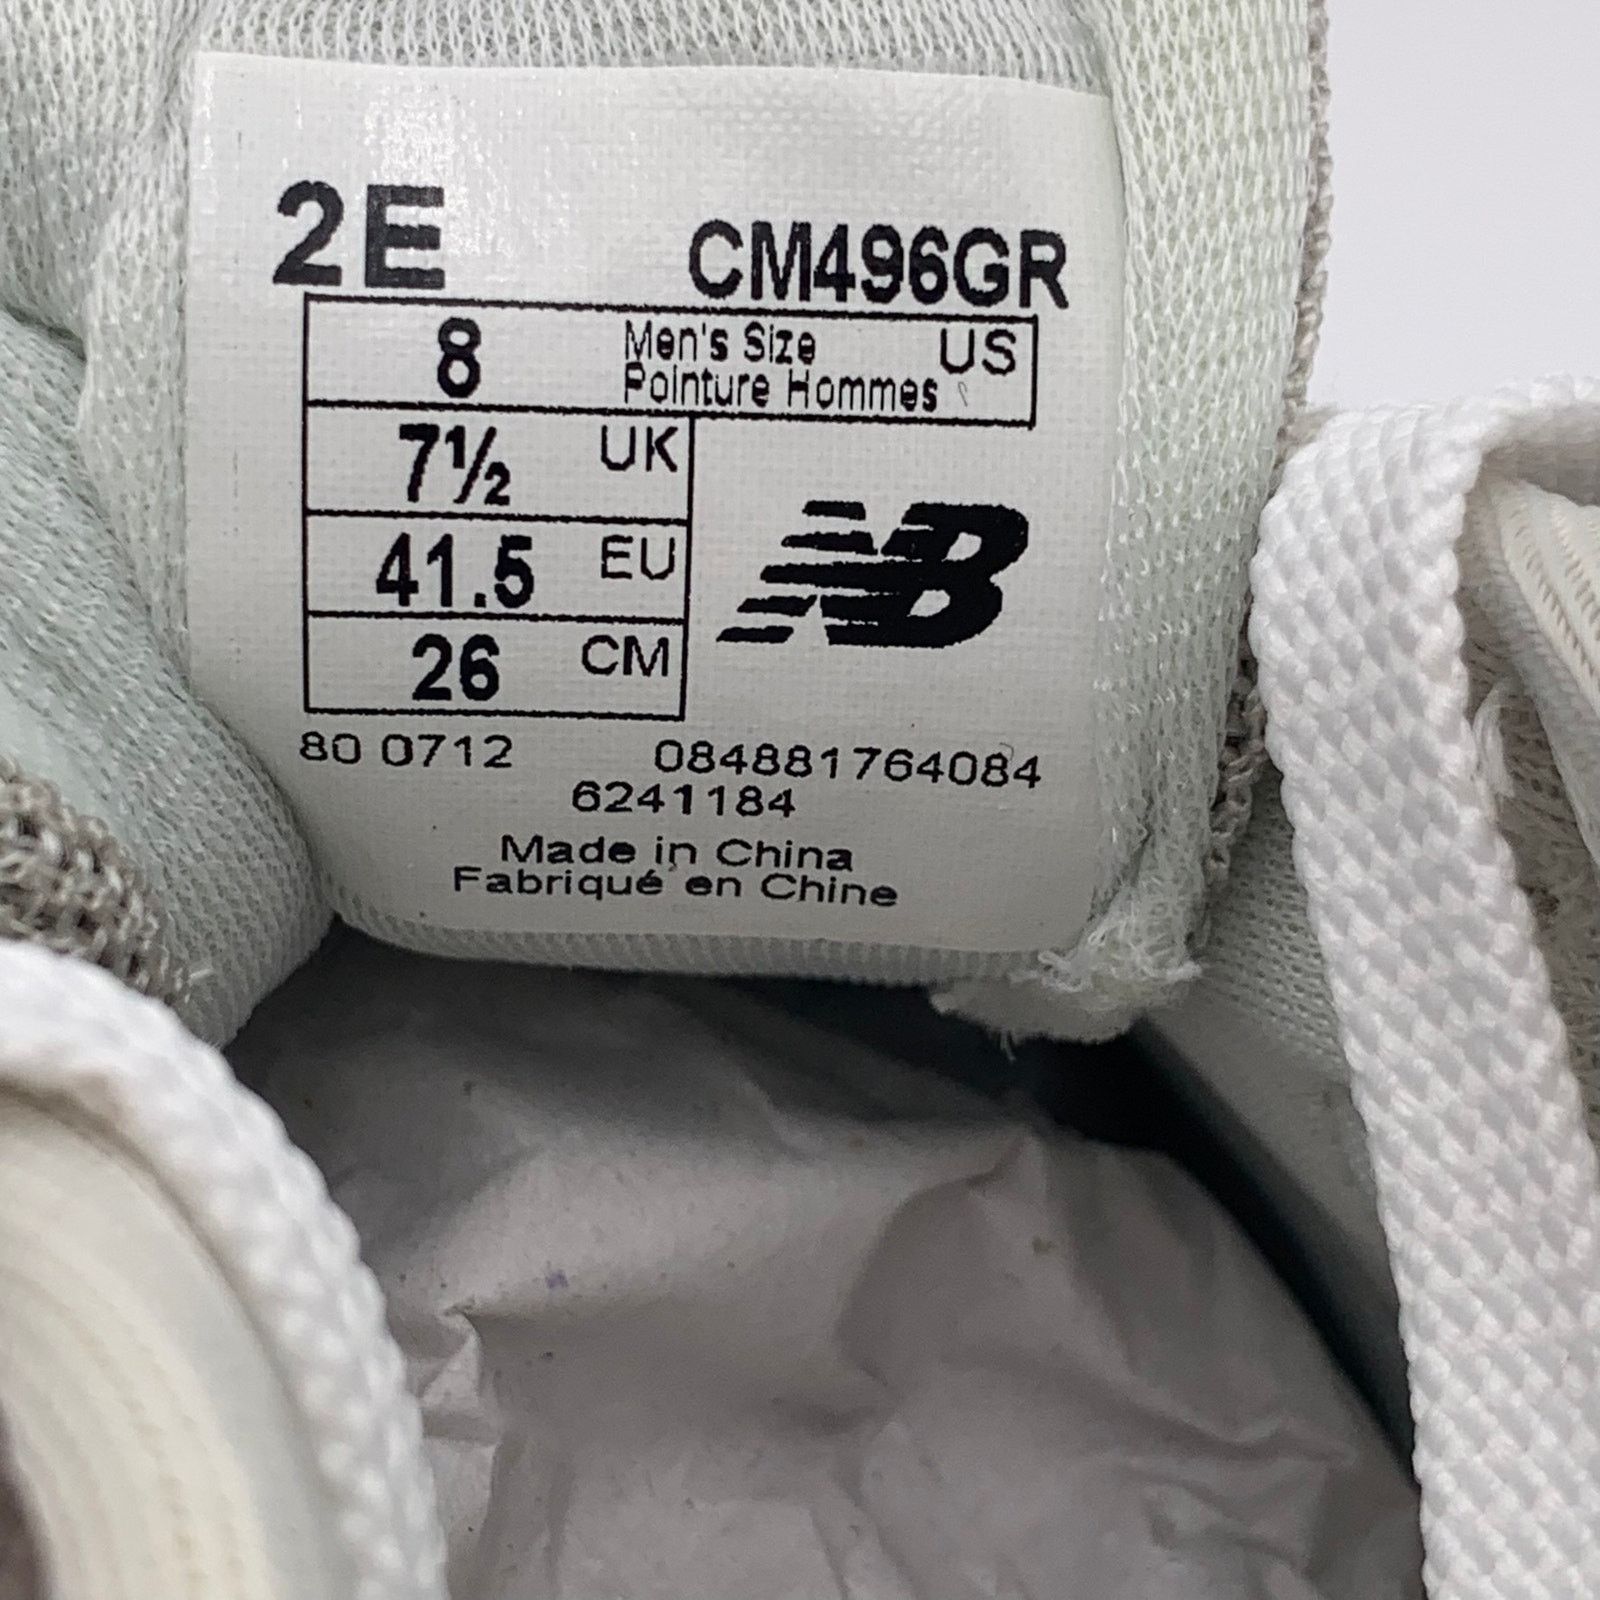 2E CM496GR
8 Men's Size US
Pointure Hommes
7½ UK
41.5 EU
NB
26 CM
80 0712 084881764084
6241184
Made in China
Fabriqué en Chine